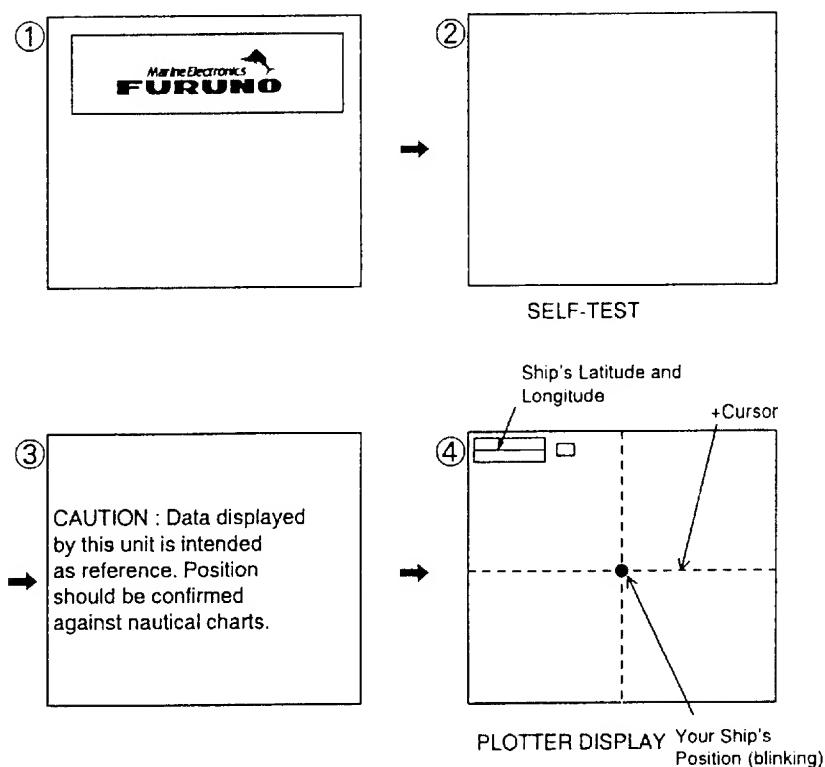 ①
Marine Electronics
FURUNO
②
SELF-TEST
③
CAUTION : Data displayed
by this unit is intended
as reference. Position
should be confirmed
against nautical charts.
④
Ship's Latitude and
Longitude
+Cursor
PLOTTER DISPLAY
Your Ship's
Position (blinking)